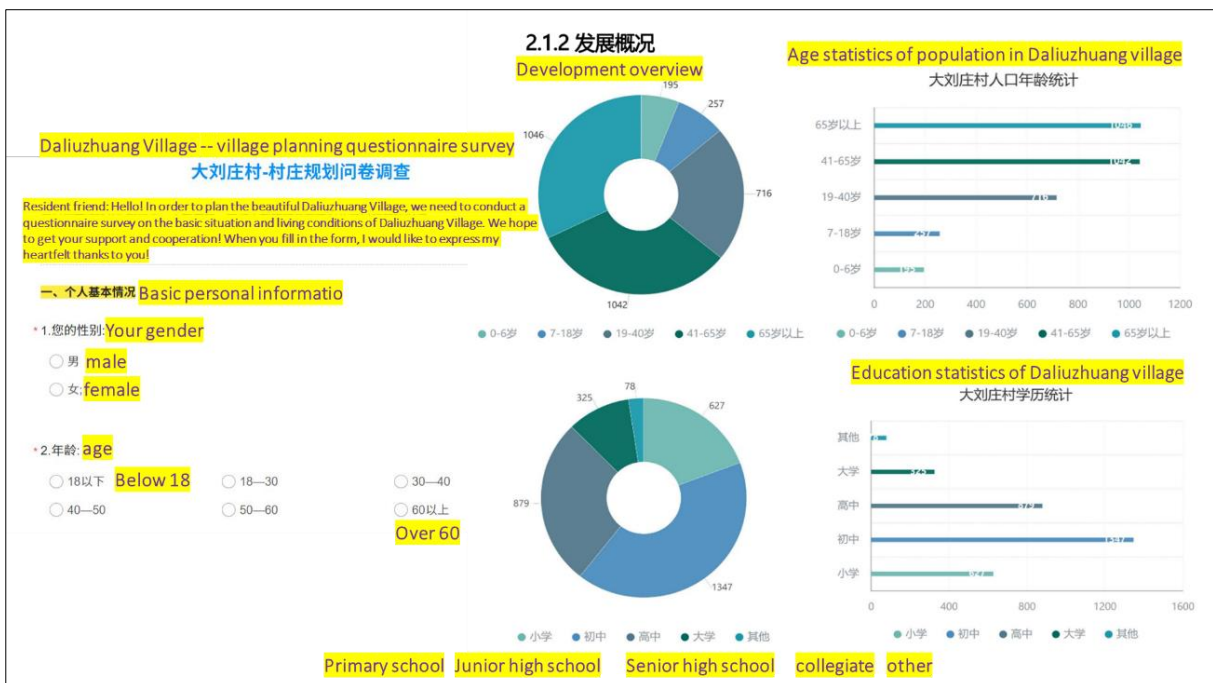 Daliuzhuang Village -- village planning questionnaire survey
大刘庄村-村庄规划问卷调查
Resident friend: Hello! In order to plan the beautiful Daliuzhuang Village, we need to conduct a
questionnaire survey on the basic situation and living conditions of Daliuzhuang Village. We hope
to get your support and cooperation! When you fill in the form, I would like to express my
heartfelt thanks to you!
一、个人基本情况 Basic personal informatio
* 1.您的性别: Your gender
男 male
女; female
* 2.年龄: age
18以下 Below 18 18—30 30—40
40—50 50—60 60以上
Over 60
2.1.2 发展概况
Development overview
195
257
1046
716
1042
0-6岁 7-18岁 19-40岁 41-65岁 65岁以上
Age statistics of population in Daliuzhuang village
大刘庄村人口年龄统计
65岁以上 1046
41-65岁 1042
19-40岁 716
7-18岁 257
0-6岁 195
0 200 400 600 800 1000 1200
0-6岁 7-18岁 19-40岁 41-65岁 65岁以上
78
325
627
879
1347
小学 初中 高中 大学 其他
Education statistics of Daliuzhuang village
大刘庄村学历统计
其他
大学 325
高中 879
初中 1347
小学 627
0 400 800 1200 1600
小学 初中 高中 大学 其他
Primary school Junior high school Senior high school collegiate other